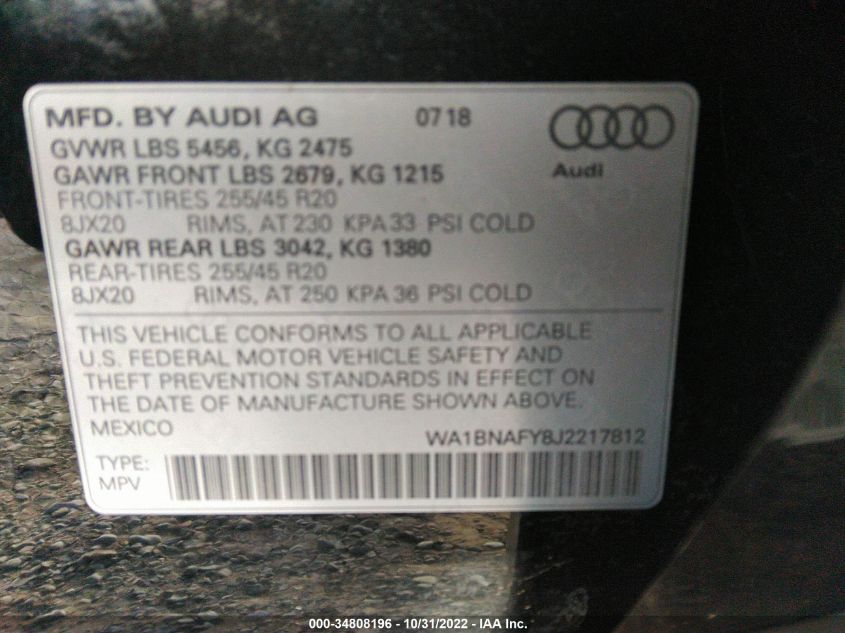 MFD. BY AUDI AG 07 18
Audi
GVWR LBS 5456, KG 2475
GAWR FRONT LBS 2679, KG 1215
FRONT-TIRES 255/45 R20
8JX20 RIMS, AT 230 KPA 33 PSI COLD
GAWR REAR LBS 3042, KG 1380
REAR-TIRES 255/45 R20
8JX20 RIMS, AT 250 KPA 36 PSI COLD
THIS VEHICLE CONFORMS TO ALL APPLICABLE
U.S. FEDERAL MOTOR VEHICLE SAFETY AND
THEFT PREVENTION STANDARDS IN EFFECT ON
THE DATE OF MANUFACTURE SHOWN ABOVE.
MEXICO
WA1BNAFY8J2217812
TYPE:
MPV
000-34808196 - 10/31/2022 - IAA Inc.